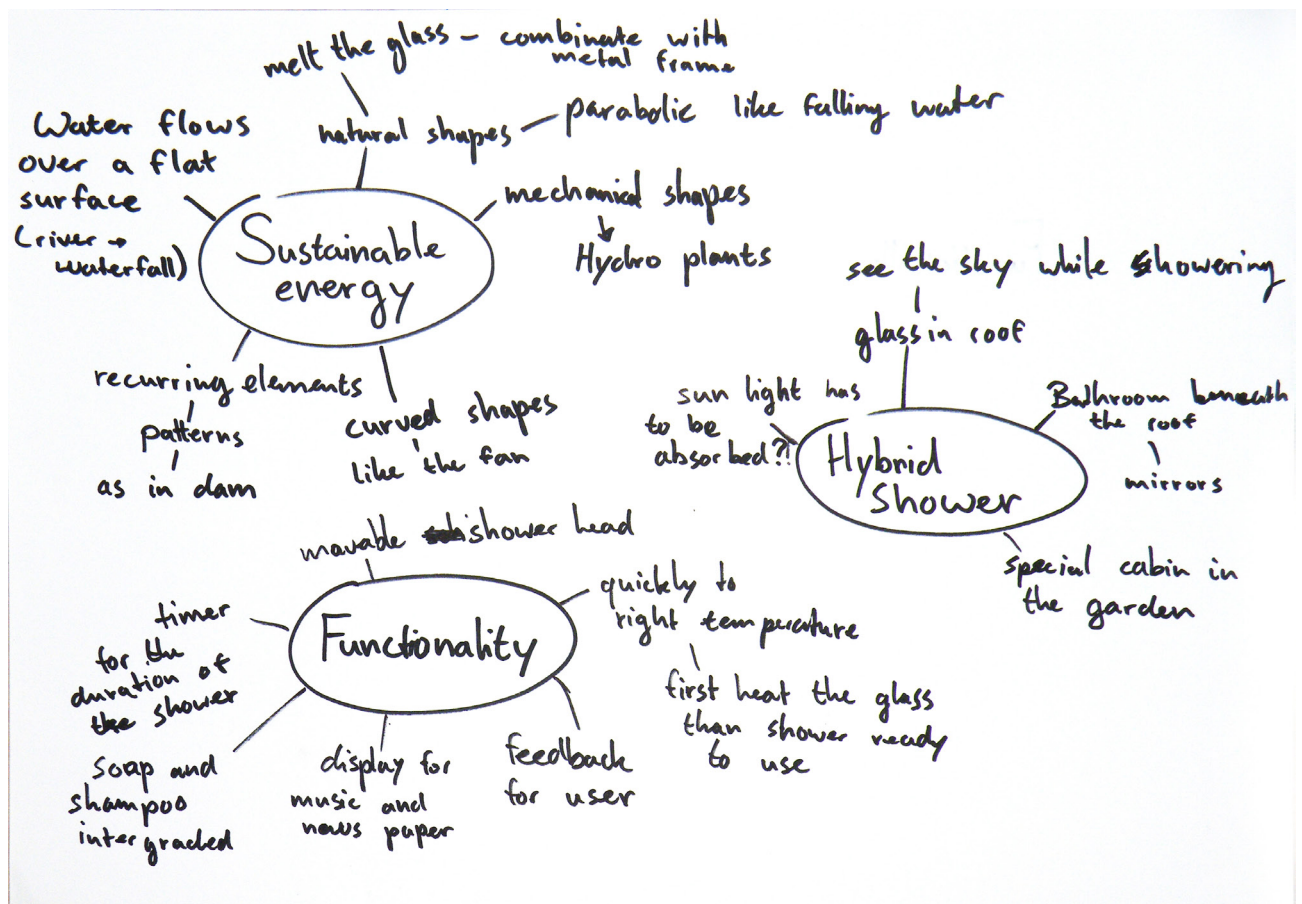 melt the glass - combinate with
metal frame
natural shapes - parabolic like falling water
Water flows
over a flat
surface
(river →
waterfall)
Sustainable
energy
mechanical shapes
↓
Hydro plants
recurring elements
patterns
as in dam
curved shapes
like the fan
see the sky while showering
glass in roof
sun light has
to be
absorbed?!
Hybrid
Shower
Bathroom beneath
the roof
mirrors
special cabin in
the garden
movable shower head
Functionality
timer
for the
duration of
the shower
quickly to
right temperature
first heat the glass
than shower ready
to use
soap and
shampoo
intergraded
display for
music and
news paper
feedback
for user